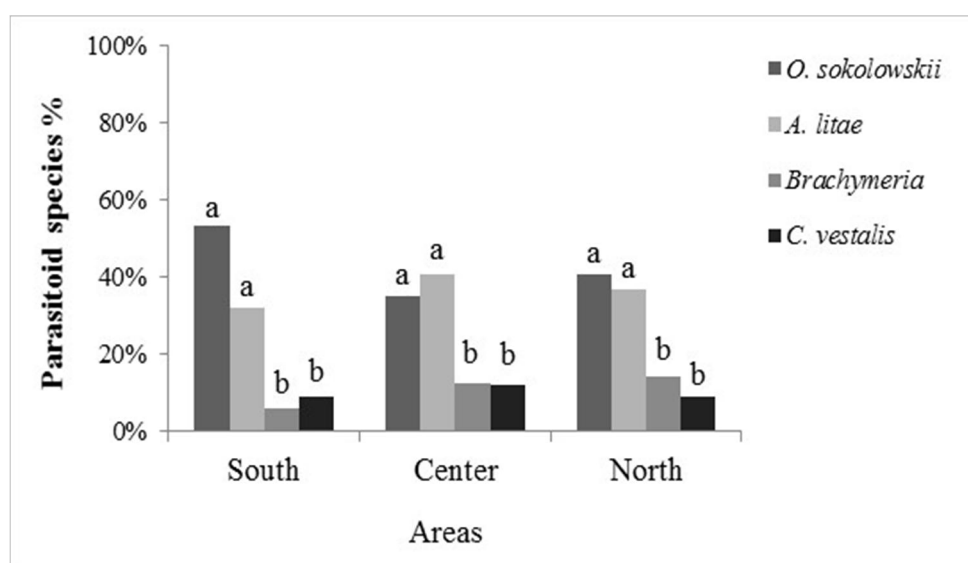 Parasitoid species %
100%
80%
60%
40%
20%
0%
a
a
b
b
a
a
b
b
a
a
b
b
South
Center
North
Areas
O. sokolowskii
A. litae
Brachymeria
C. vestalis